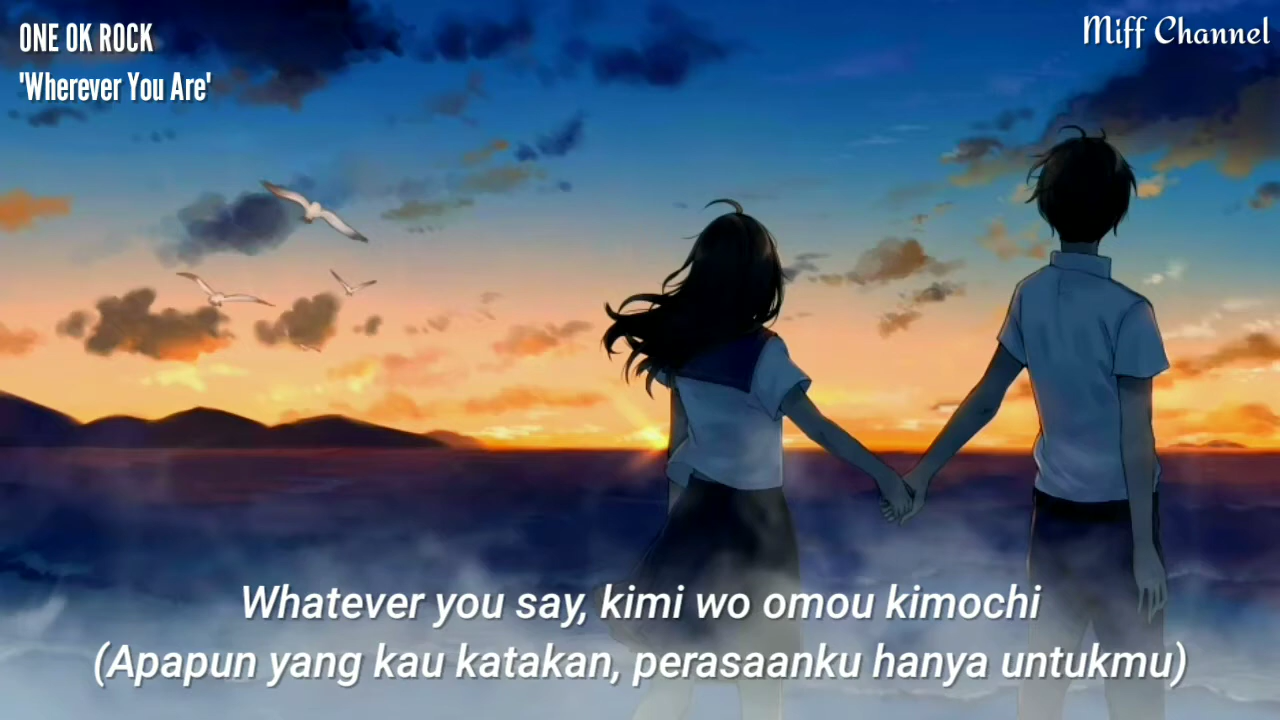 ONE OK ROCK
'Wherever You Are'
Miff Channel
Whatever you say, kimi wo omou kimochi
(Apapun yang kau katakan, perasaanku hanya untukmu)